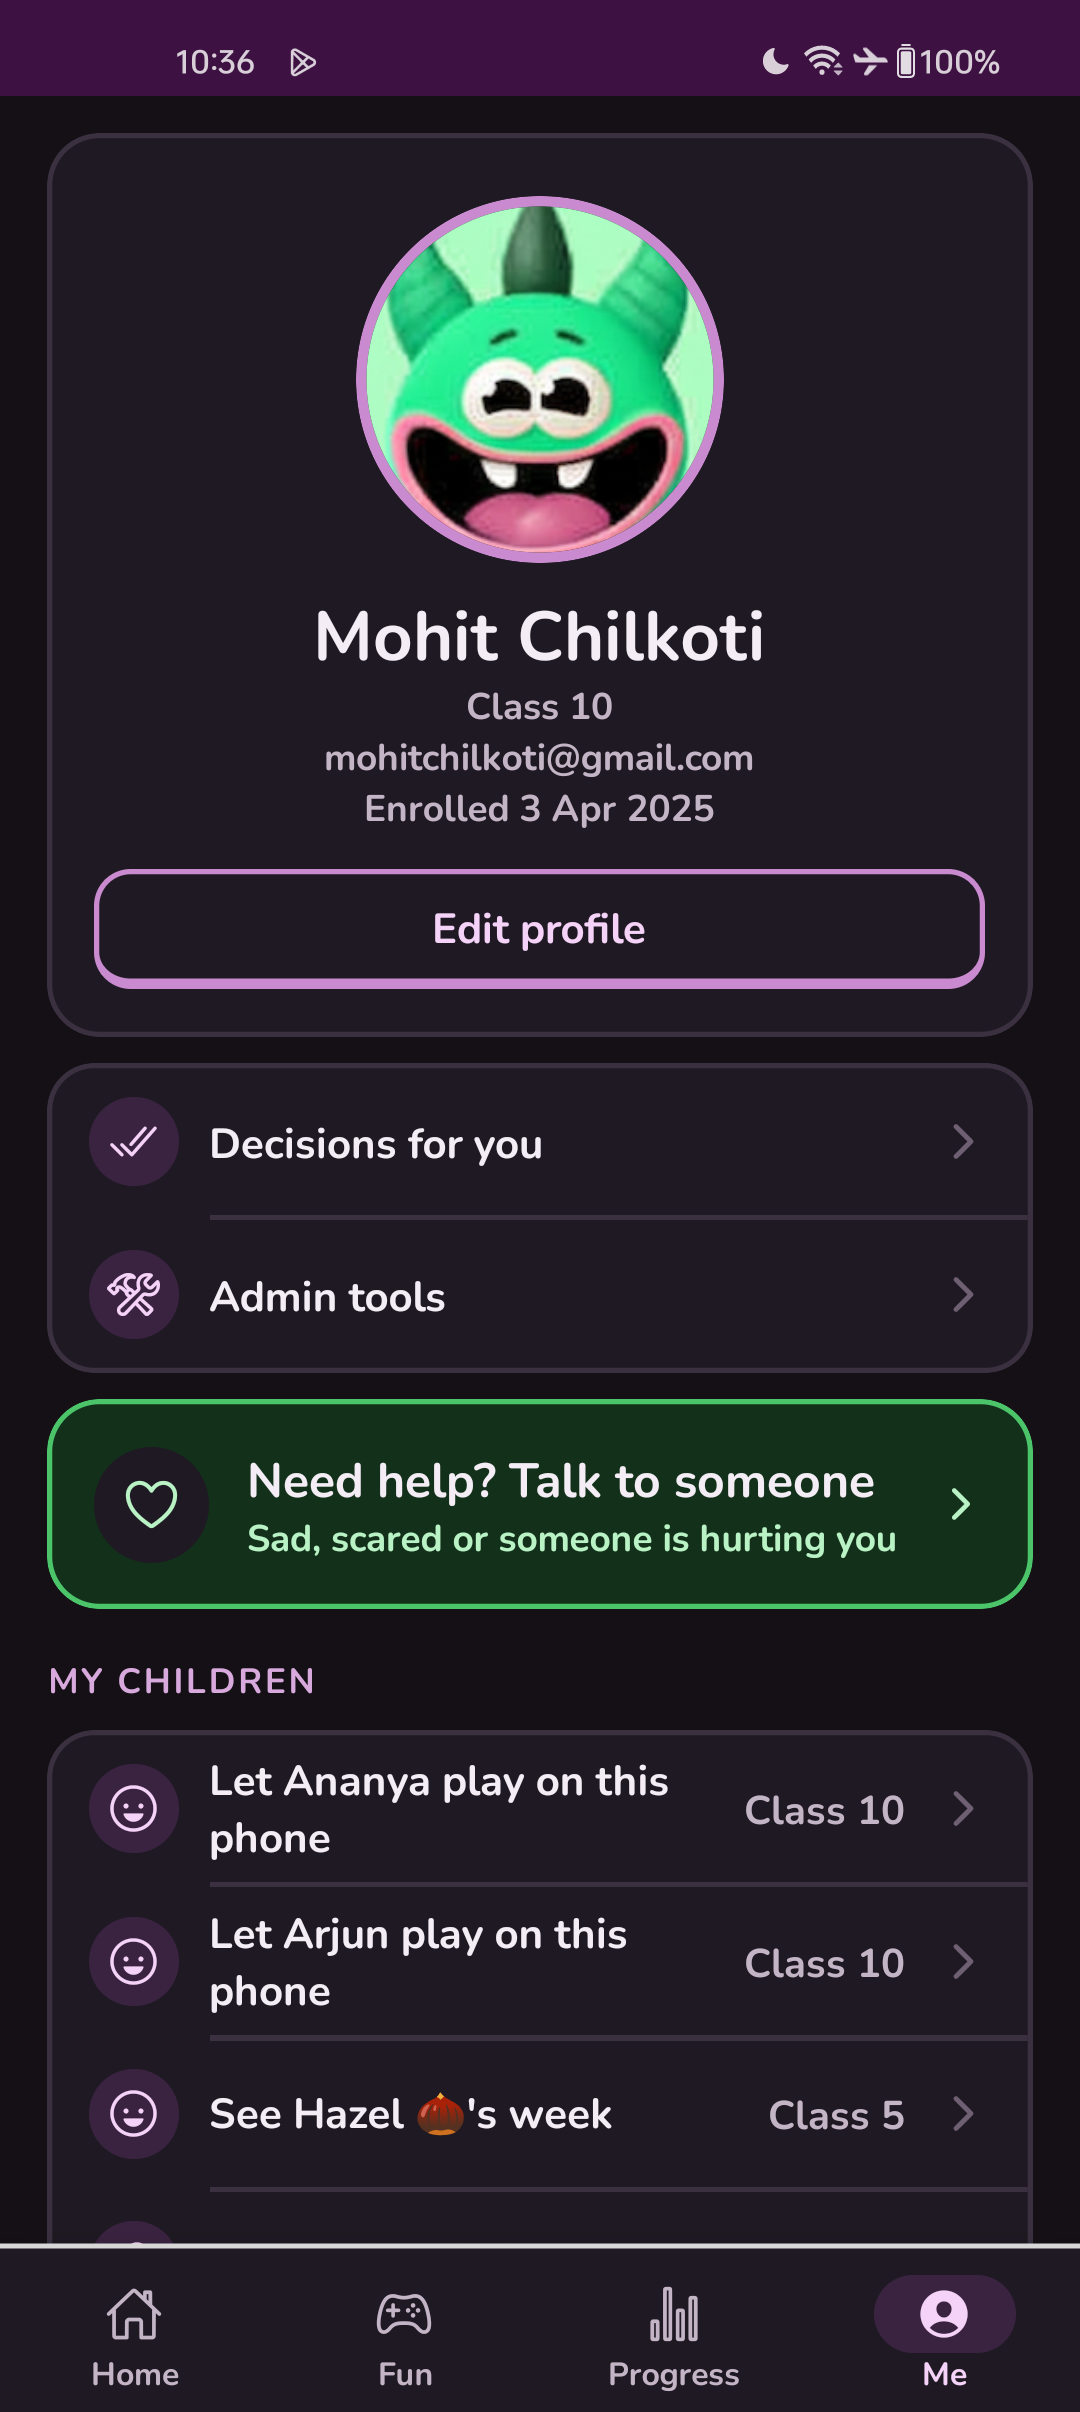 10:36
100%
Mohit Chilkoti
Class 10
mohitchilkoti@gmail.com
Enrolled 3 Apr 2025
Edit profile
Decisions for you
Admin tools
Need help? Talk to someone
Sad, scared or someone is hurting you
MY CHILDREN
Let Ananya play on this
phone
Class 10
Let Arjun play on this
phone
Class 10
See Hazel 🌰's week
Class 5
Home
Fun
Progress
Me